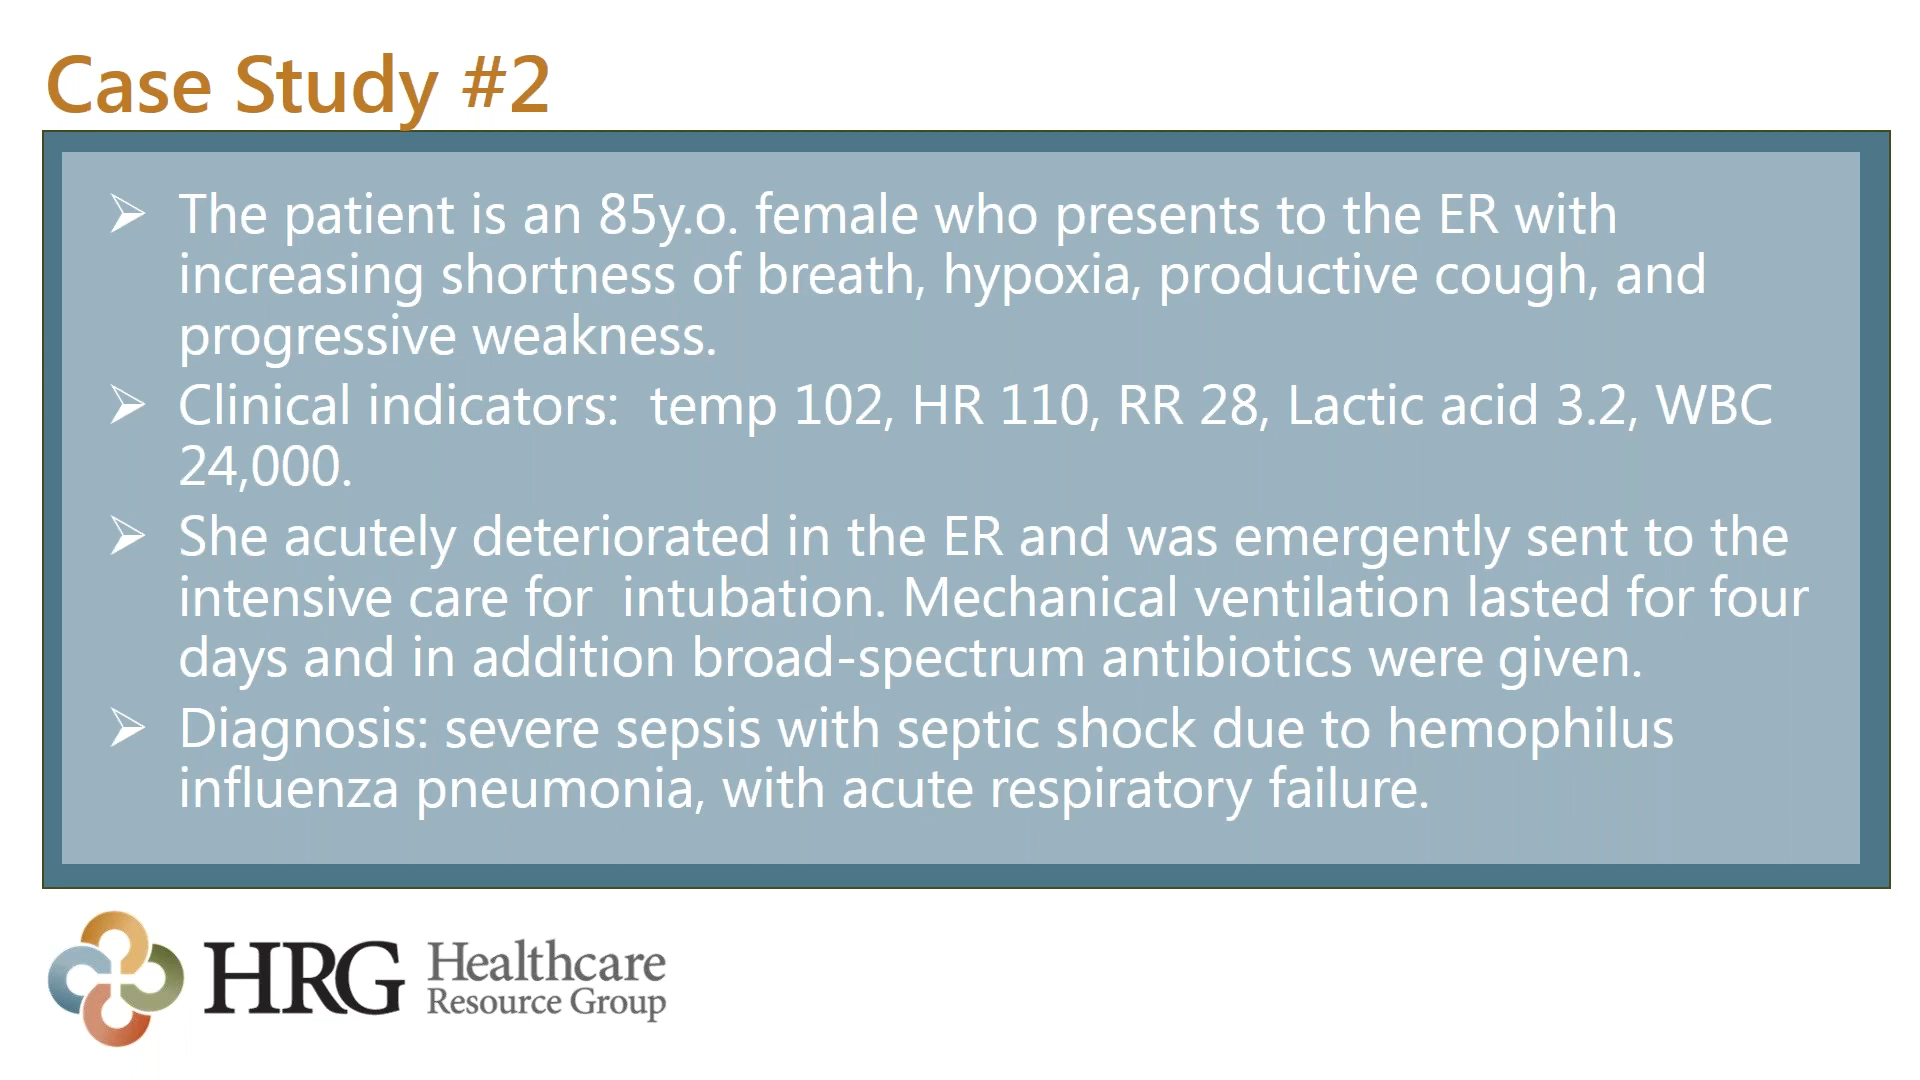 Case Study #2
The patient is an 85y.o. female who presents to the ER with
increasing shortness of breath, hypoxia, productive cough, and
progressive weakness.
Clinical indicators:  temp 102, HR 110, RR 28, Lactic acid 3.2, WBC
24,000.
She acutely deteriorated in the ER and was emergently sent to the
intensive care for  intubation. Mechanical ventilation lasted for four
days and in addition broad-spectrum antibiotics were given.
Diagnosis: severe sepsis with septic shock due to hemophilus
influenza pneumonia, with acute respiratory failure.
HRG Healthcare
Resource Group